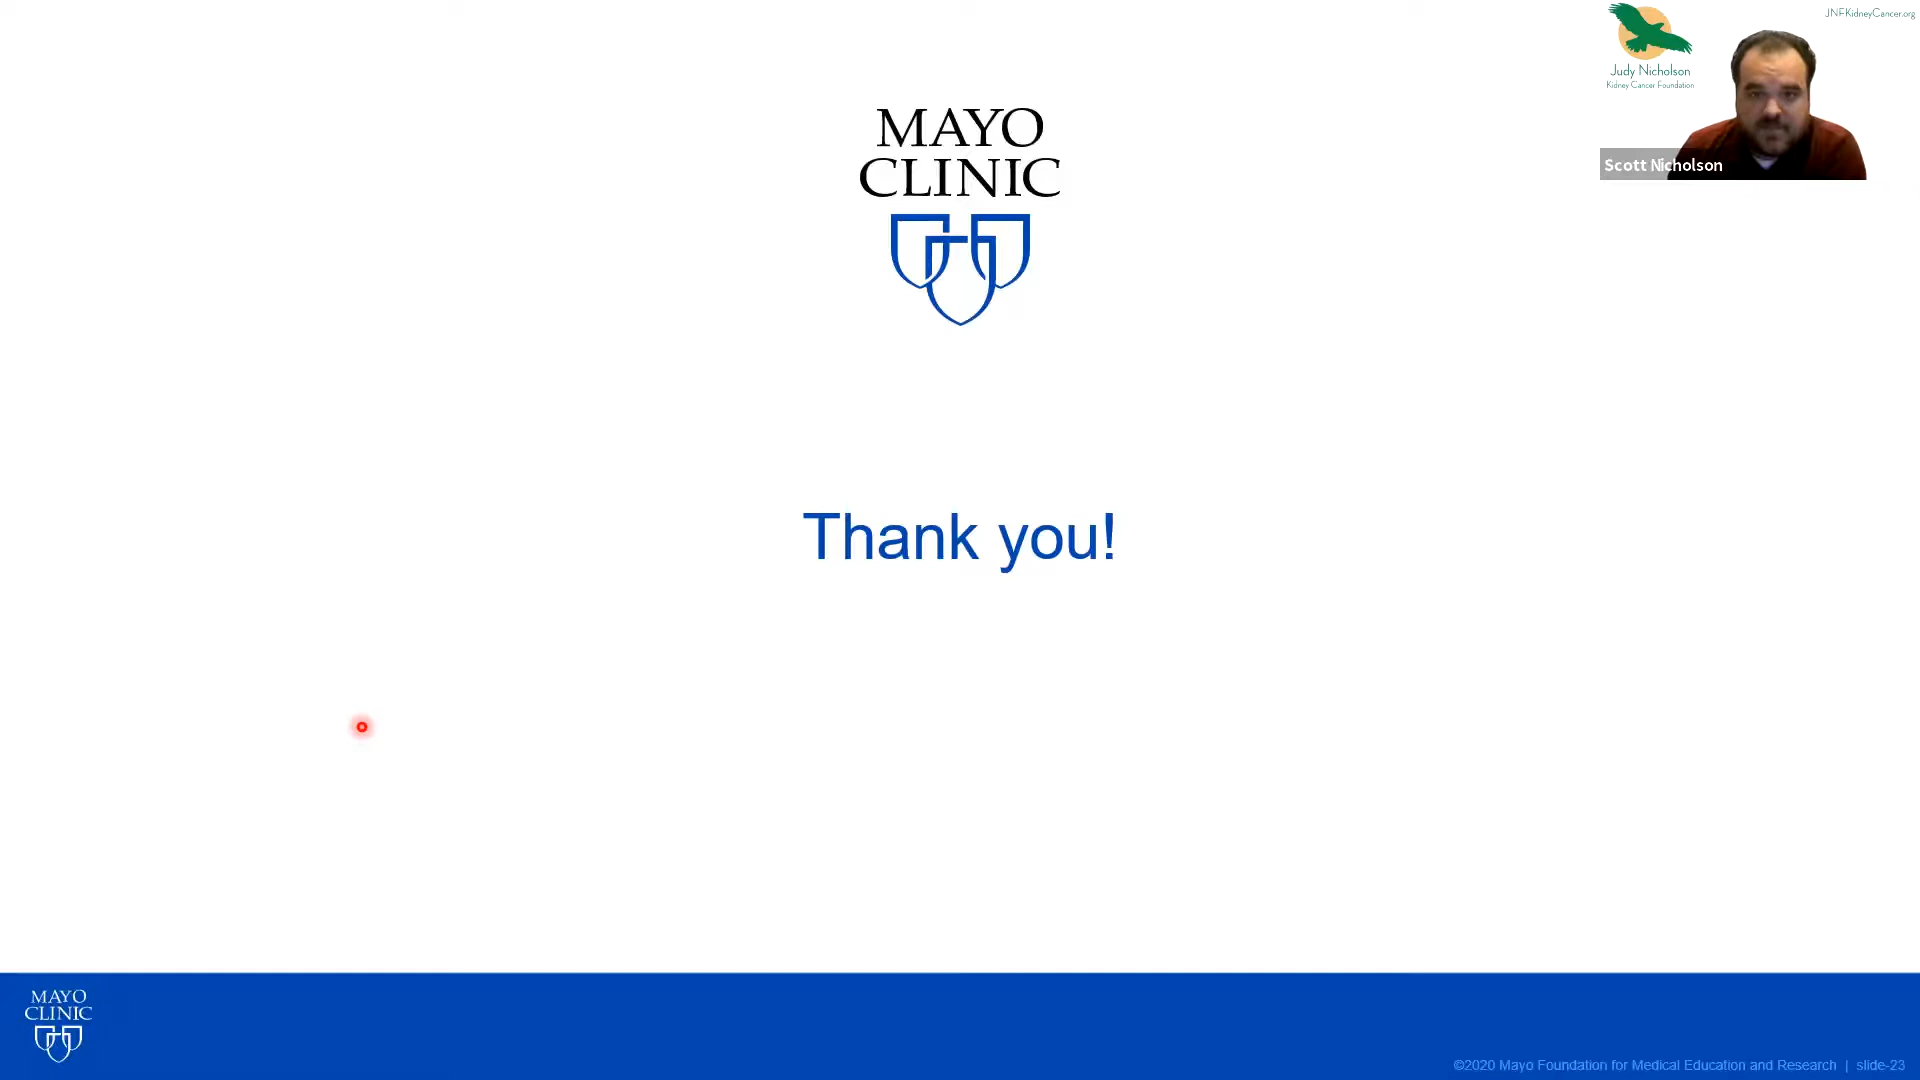 JNFKidneyCancer.org
Judy Nicholson
Kidney Cancer Foundation
Scott Nicholson
MAYO
CLINIC
Thank you!
MAYO
CLINIC
©2020 Mayo Foundation for Medical Education and Research | slide-23